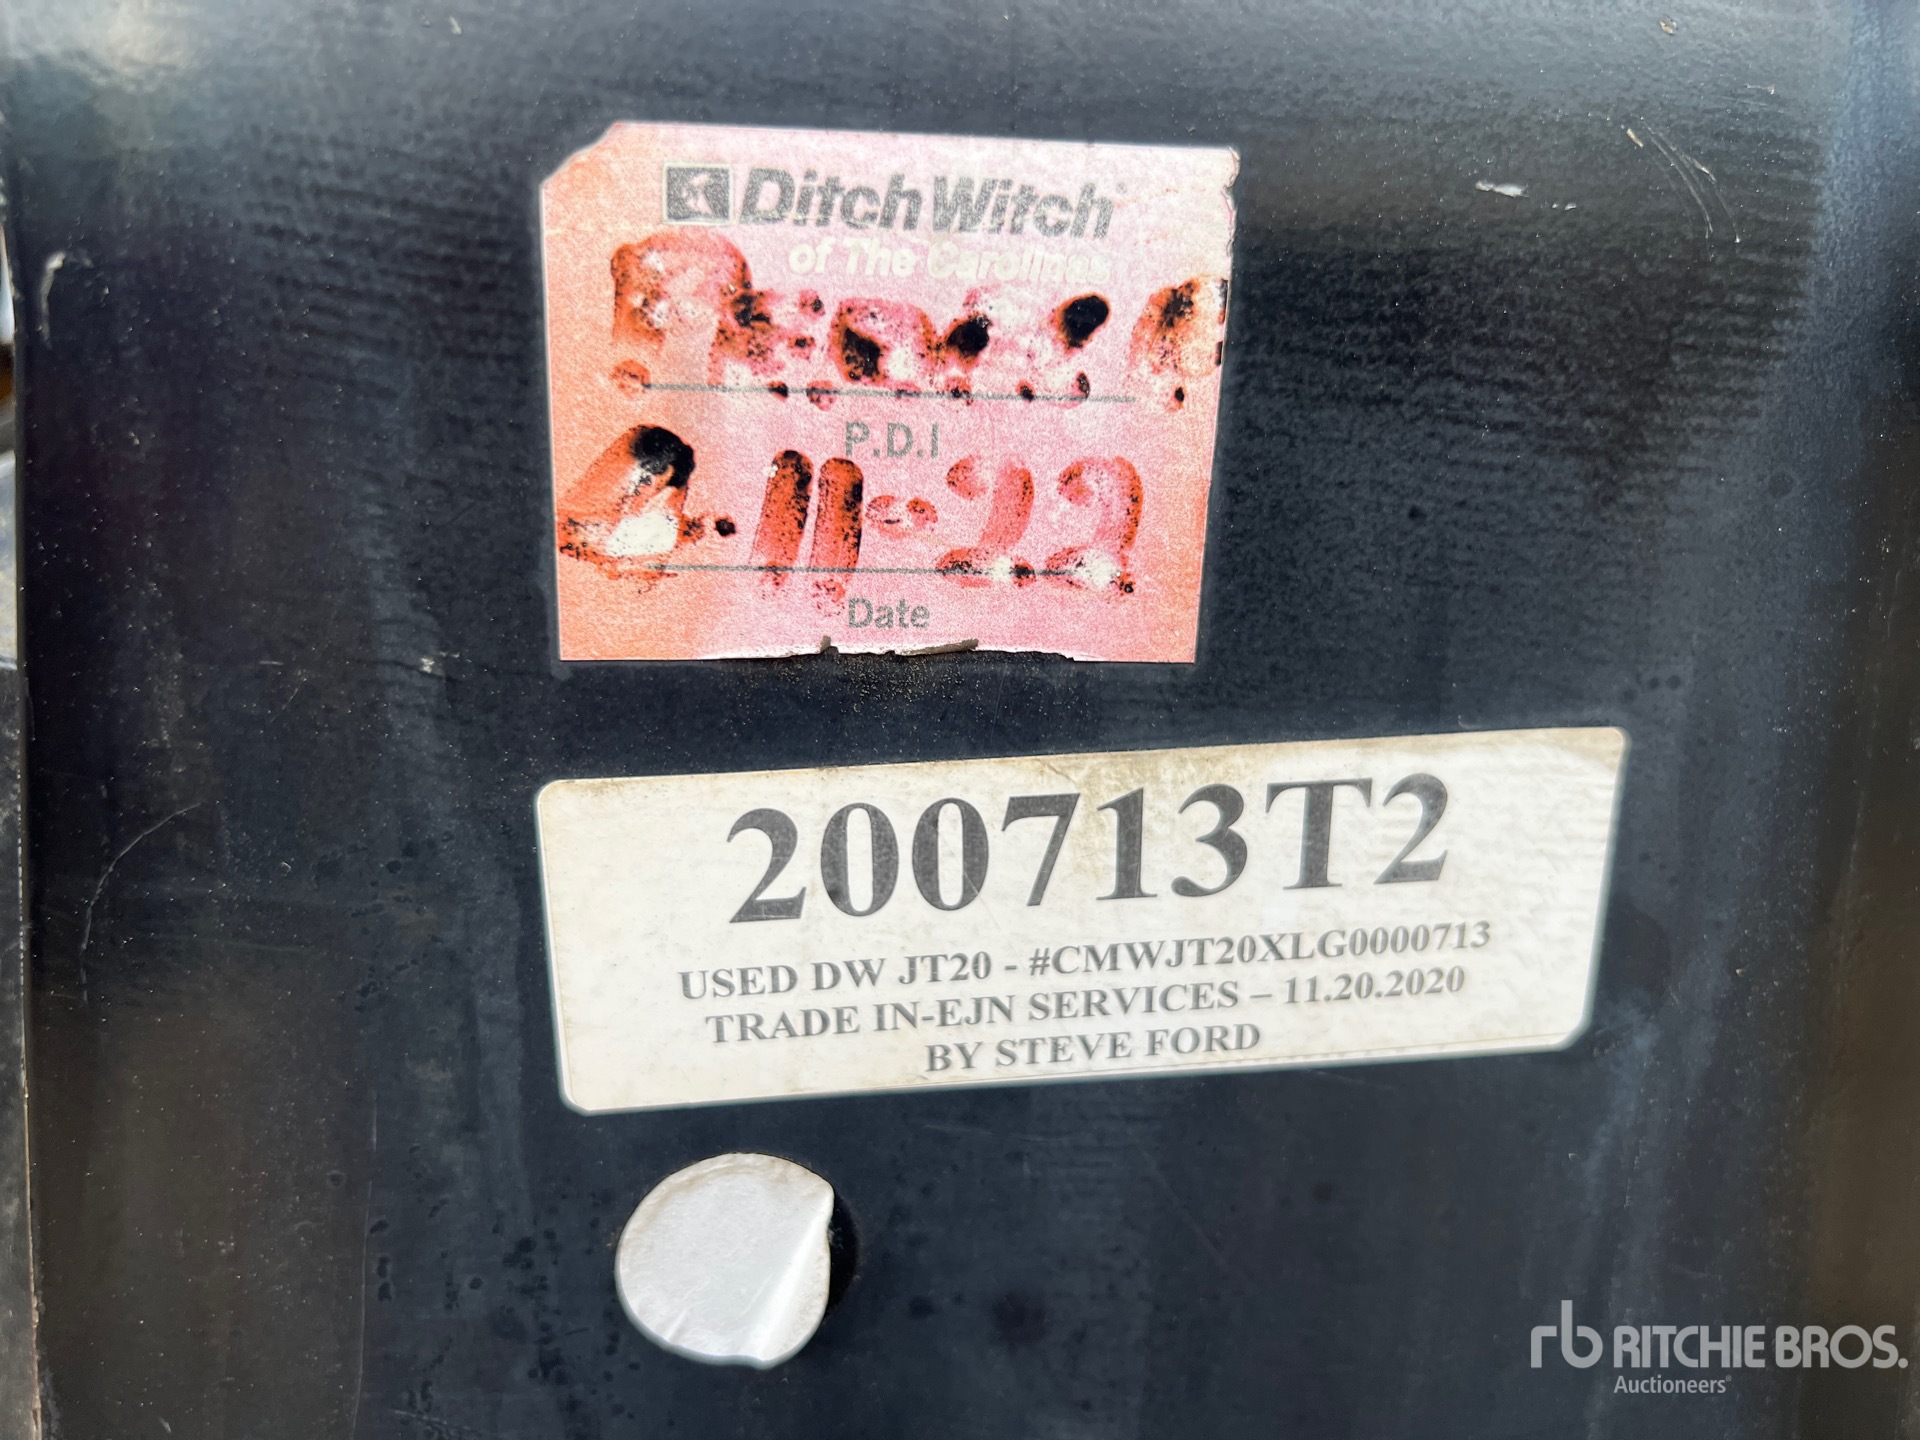 Ditch Witch
of The Carolinas
P.D.I
11-22
Date
200713T2
USED DW JT20 - #CMWJT20XLG0000713
TRADE IN-EJN SERVICES – 11.20.2020
BY STEVE FORD
rb RITCHIE BROS.
Auctioneers